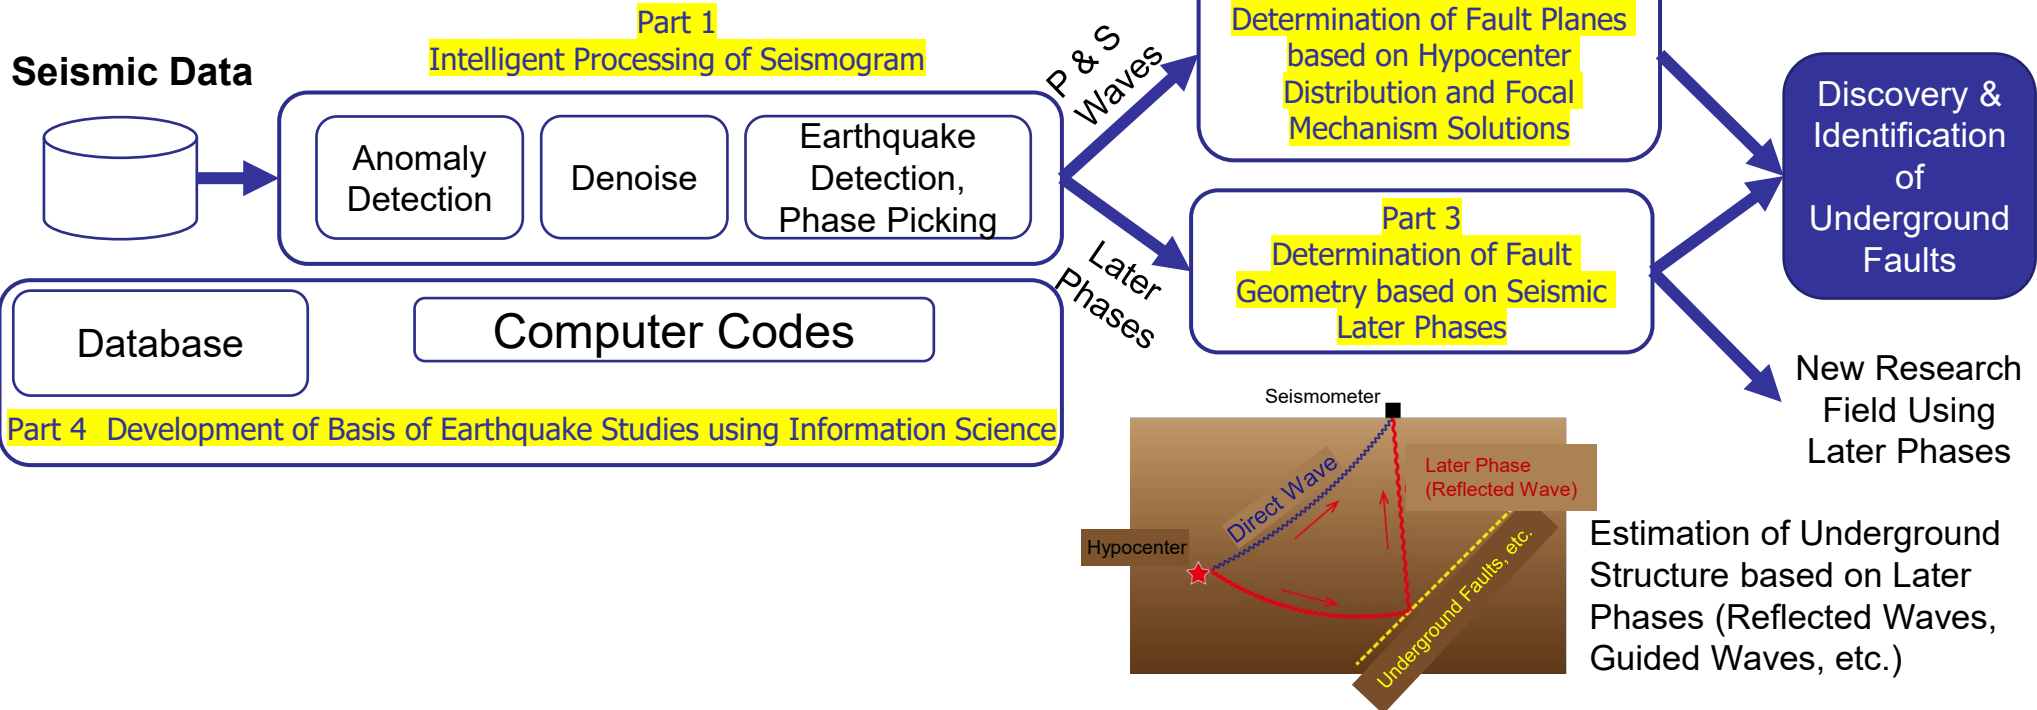 Seismic Data
Part 1
Intelligent Processing of Seismogram
Anomaly
Detection
Denoise
Earthquake
Detection,
Phase Picking
P & S
Waves
Later
Phases
Determination of Fault Planes
based on Hypocenter
Distribution and Focal
Mechanism Solutions
Part 3
Determination of Fault
Geometry based on Seismic
Later Phases
Discovery &
Identification
of
Underground
Faults
New Research
Field Using
Later Phases
Database
Computer Codes
Part 4 Development of Basis of Earthquake Studies using Information Science
Seismometer
Direct Wave
Later Phase
(Reflected Wave)
Hypocenter
Underground Faults, etc.
Estimation of Underground
Structure based on Later
Phases (Reflected Waves,
Guided Waves, etc.)